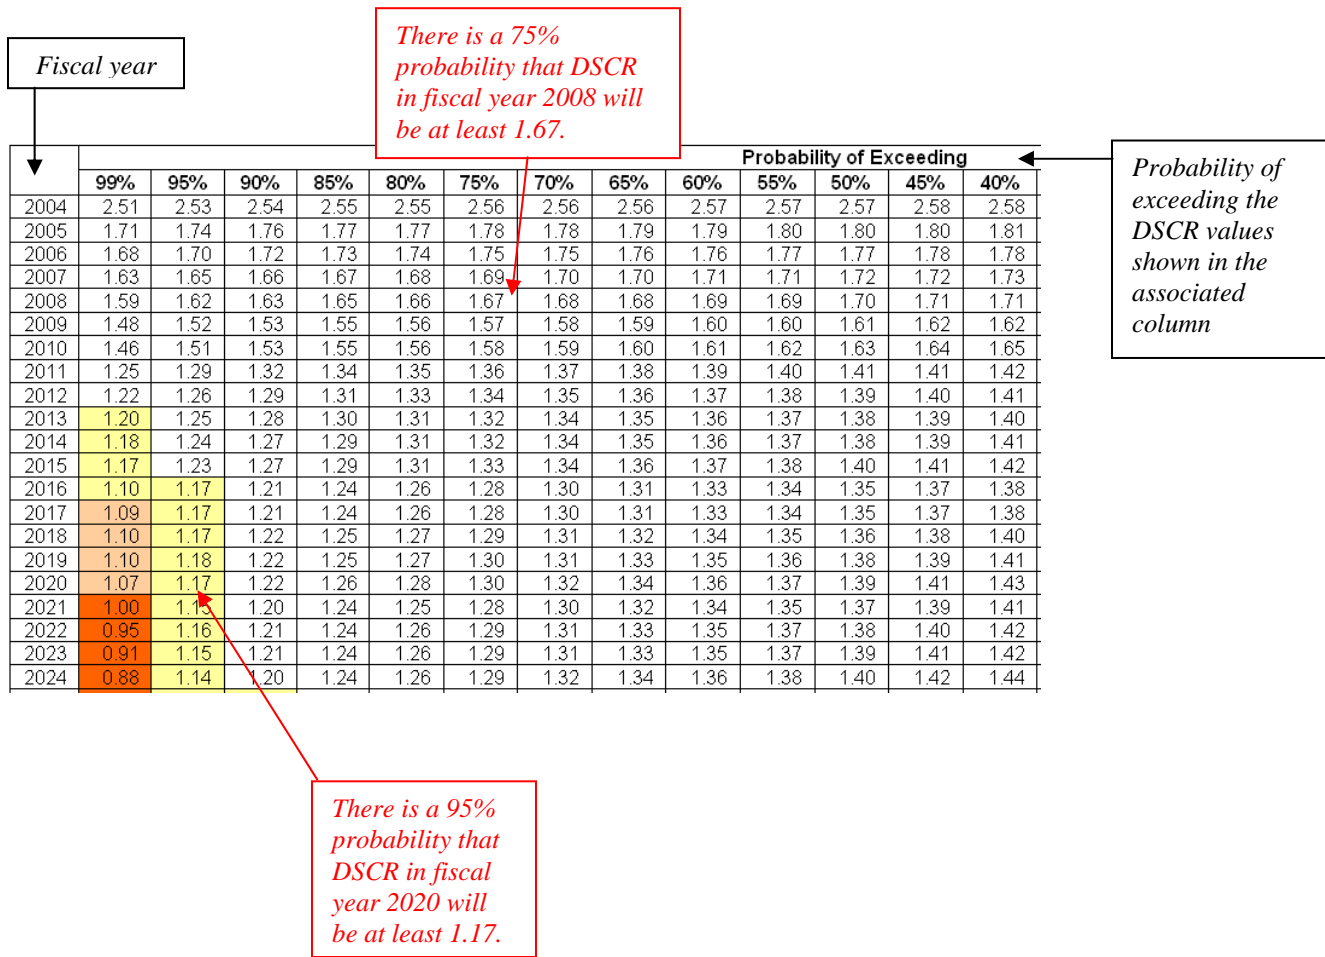 There is a 75%
probability that DSCR
in fiscal year 2008 will
be at least 1.67.
Fiscal year
Probability of Exceeding
99% 95% 90% 85% 80% 75% 70% 65% 60% 55% 50% 45% 40%
2004 2.51 2.53 2.54 2.55 2.55 2.56 2.56 2.56 2.57 2.57 2.57 2.58 2.58
2005 1.71 1.74 1.76 1.77 1.77 1.78 1.78 1.79 1.79 1.80 1.80 1.80 1.81
2006 1.68 1.70 1.72 1.73 1.74 1.75 1.75 1.76 1.76 1.77 1.77 1.78 1.78
2007 1.63 1.65 1.66 1.67 1.68 1.69 1.70 1.70 1.71 1.71 1.72 1.72 1.73
2008 1.59 1.62 1.63 1.65 1.66 1.67 1.68 1.68 1.69 1.69 1.70 1.71 1.71
2009 1.48 1.52 1.53 1.55 1.56 1.57 1.58 1.59 1.60 1.60 1.61 1.62 1.62
2010 1.46 1.51 1.53 1.55 1.56 1.58 1.59 1.60 1.61 1.62 1.63 1.64 1.65
2011 1.25 1.29 1.32 1.34 1.35 1.36 1.37 1.38 1.39 1.40 1.41 1.41 1.42
2012 1.22 1.26 1.29 1.31 1.33 1.34 1.35 1.36 1.37 1.38 1.39 1.40 1.41
2013 1.20 1.25 1.28 1.30 1.31 1.32 1.34 1.35 1.36 1.37 1.38 1.39 1.40
2014 1.18 1.24 1.27 1.29 1.31 1.32 1.34 1.35 1.36 1.37 1.38 1.39 1.41
2015 1.17 1.23 1.27 1.29 1.31 1.33 1.34 1.36 1.37 1.38 1.40 1.41 1.42
2016 1.10 1.17 1.21 1.24 1.26 1.28 1.30 1.31 1.33 1.34 1.35 1.37 1.38
2017 1.09 1.17 1.21 1.24 1.26 1.28 1.30 1.31 1.33 1.34 1.35 1.37 1.38
2018 1.10 1.17 1.22 1.25 1.27 1.29 1.31 1.32 1.34 1.35 1.36 1.38 1.40
2019 1.10 1.18 1.22 1.25 1.27 1.30 1.31 1.33 1.35 1.36 1.38 1.39 1.41
2020 1.07 1.17 1.22 1.26 1.28 1.30 1.32 1.34 1.36 1.37 1.39 1.41 1.43
2021 1.00 1.15 1.20 1.24 1.25 1.28 1.30 1.32 1.34 1.35 1.37 1.39 1.41
2022 0.95 1.16 1.21 1.24 1.26 1.29 1.31 1.33 1.35 1.37 1.38 1.40 1.42
2023 0.91 1.15 1.21 1.24 1.26 1.29 1.31 1.33 1.35 1.37 1.39 1.41 1.42
2024 0.88 1.14 1.20 1.24 1.26 1.29 1.32 1.34 1.36 1.38 1.40 1.42 1.44
Probability of
exceeding the
DSCR values
shown in the
associated
column
There is a 95%
probability that
DSCR in fiscal
year 2020 will
be at least 1.17.